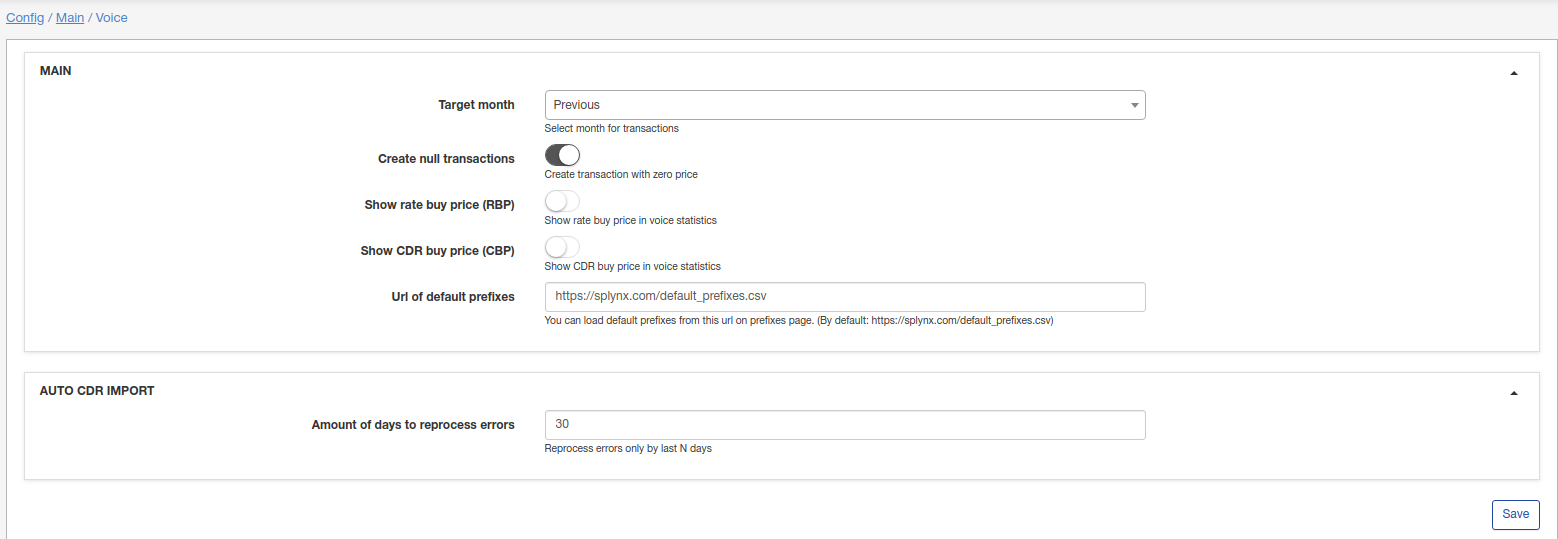 Config / Main / Voice
MAIN
Target month
Previous
Select month for transactions
Create null transactions
Create transaction with zero price
Show rate buy price (RBP)
Show rate buy price in voice statistics
Show CDR buy price (CBP)
Show CDR buy price in voice statistics
Url of default prefixes
https://splynx.com/default_prefixes.csv
You can load default prefixes from this url on prefixes page. (By default: https://splynx.com/default_prefixes.csv)
AUTO CDR IMPORT
Amount of days to reprocess errors
30
Reprocess errors only by last N days
Save